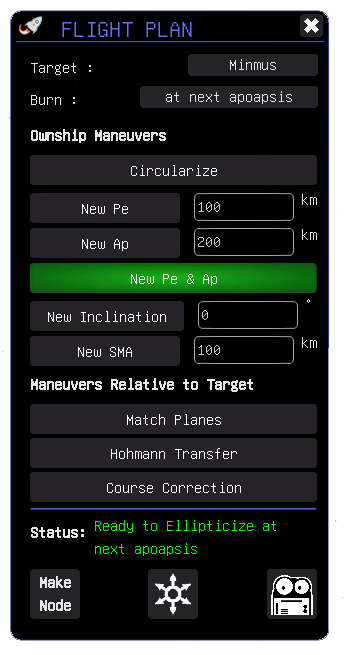 FLIGHT PLAN
Target : Minmus
Burn : at next apoapsis
Ownship Maneuvers
Circularize
New Pe 100 km
New Ap 200 km
New Pe & Ap
New Inclination 0 °
New SMA 100 km
Maneuvers Relative to Target
Match Planes
Hohmann Transfer
Course Correction
Status: Ready to Ellipticize at
next apoapsis
Make
Node